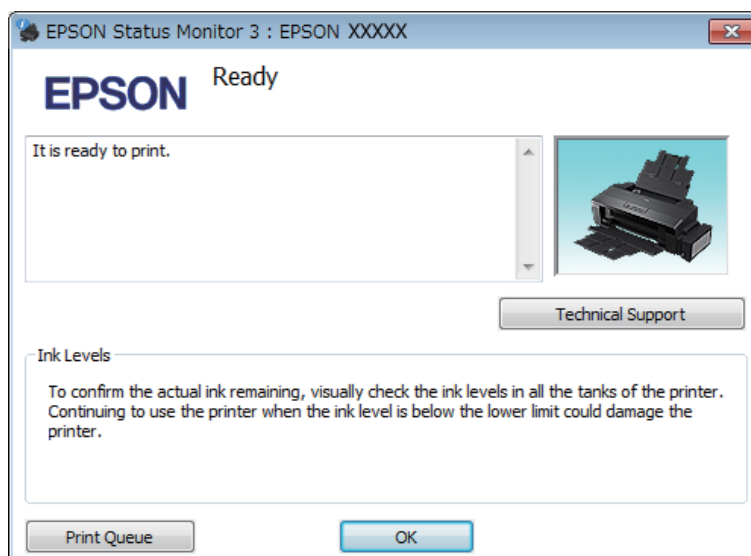 EPSON Status Monitor 3 : EPSON XXXXX
EPSON
Ready
It is ready to print.
Technical Support
Ink Levels
To confirm the actual ink remaining, visually check the ink levels in all the tanks of the printer.
Continuing to use the printer when the ink level is below the lower limit could damage the
printer.
Print Queue
OK